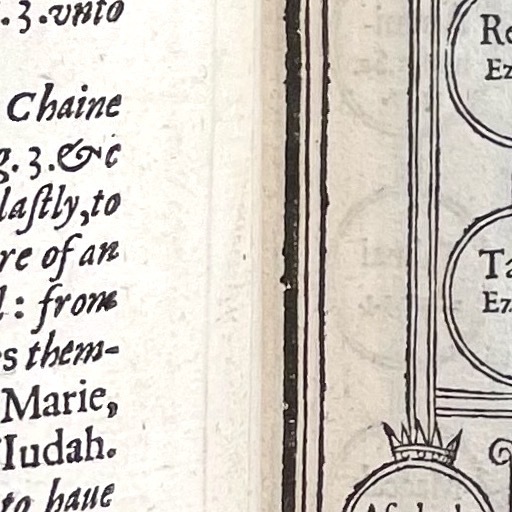 .3.vnto
Chaine
g.3.&c
lastly,to
re of an
l: from
s them-
Marie,
Iudah.
to haue
Re
Ez
Ta
Ez